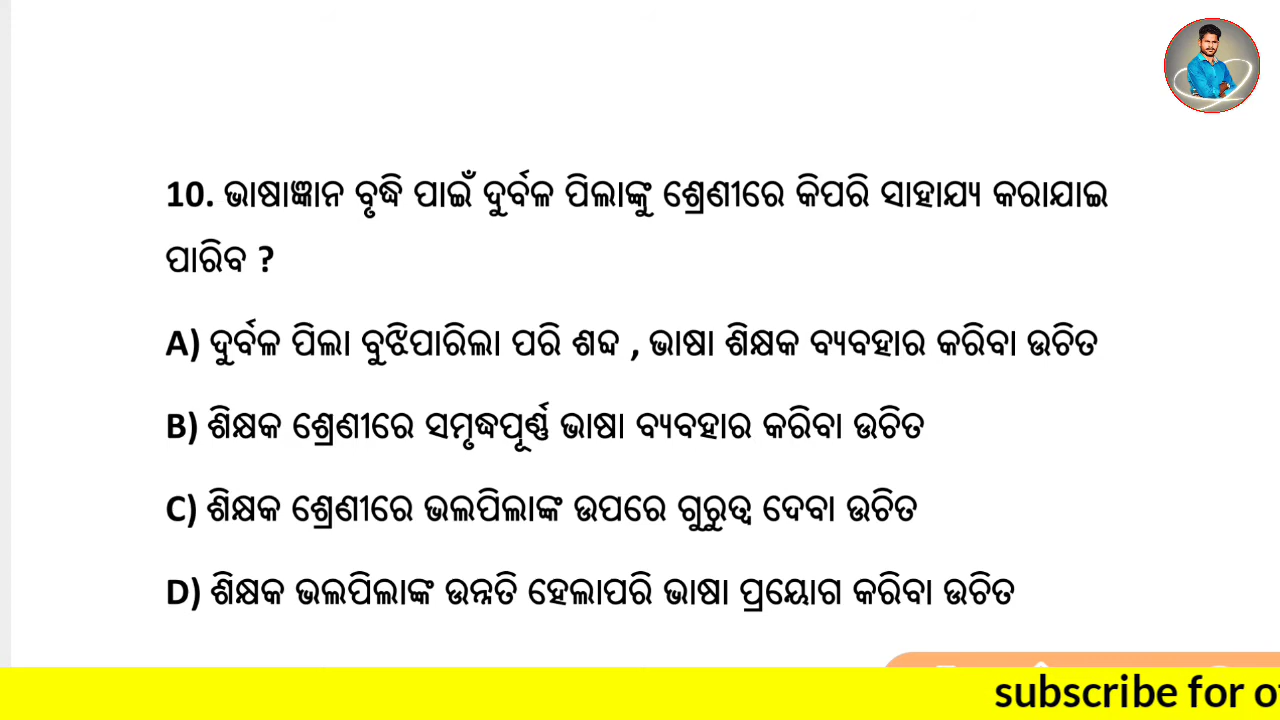 10. ଭାଷାଜ୍ଞାନ ବୃଦ୍ଧି ପାଇଁ ଦୁର୍ବଳ ପିଲାଙ୍କୁ ଶ୍ରେଣୀରେ କିପରି ସାହାଯ୍ୟ କରାଯାଇ
ପାରିବ ?
A) ଦୁର୍ବଳ ପିଲା ବୁଝିପାରିଲା ପରି ଶବ୍ଦ , ଭାଷା ଶିକ୍ଷକ ବ୍ୟବହାର କରିବା ଉଚିତ
B) ଶିକ୍ଷକ ଶ୍ରେଣୀରେ ସମୃଦ୍ଧପୂର୍ଣ୍ଣ ଭାଷା ବ୍ୟବହାର କରିବା ଉଚିତ
C) ଶିକ୍ଷକ ଶ୍ରେଣୀରେ ଭଲପିଲାଙ୍କ ଉପରେ ଗୁରୁତ୍ୱ ଦେବା ଉଚିତ
D) ଶିକ୍ଷକ ଭଲପିଲାଙ୍କ ଉନ୍ନତି ହେଲାପରି ଭାଷା ପ୍ରୟୋଗ କରିବା ଉଚିତ
subscribe for